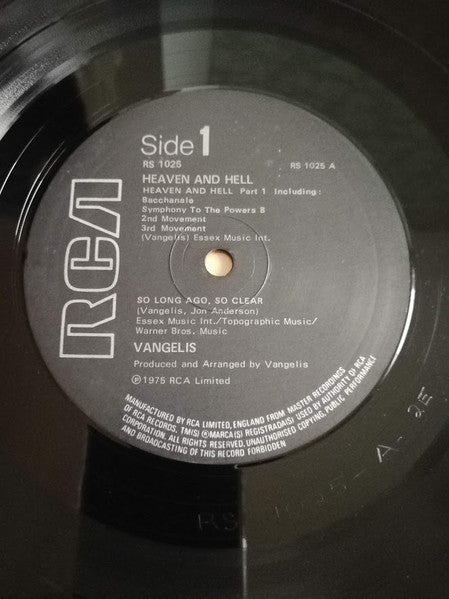 Side 1
RS 1025
RS 1025 A
HEAVEN AND HELL
HEAVEN AND HELL Part 1 Including:
Bacchanale
Symphony To The Powers B
2nd Movement
3rd Movement
(Vangelis) Essex Music Int.
RCA
SO LONG AGO, SO CLEAR
(Vangelis, Jon Anderson)
Essex Music Int./Topographic Music/
Warner Bros. Music
VANGELIS
Produced and Arranged by Vangelis
℗ 1975 RCA Limited
MANUFACTURED BY RCA LIMITED, ENGLAND FROM MASTER RECORDINGS
OF RCA RECORDS, TM(S) ® MARCA(S) REGISTRADA(S) USED BY AUTHORITY OF RCA
CORPORATION. ALL RIGHTS RESERVED, UNAUTHORISED COPYING, PUBLIC PERFORMANCE
AND BROADCASTING OF THIS RECORD FORBIDDEN
RS 1025-A-2E